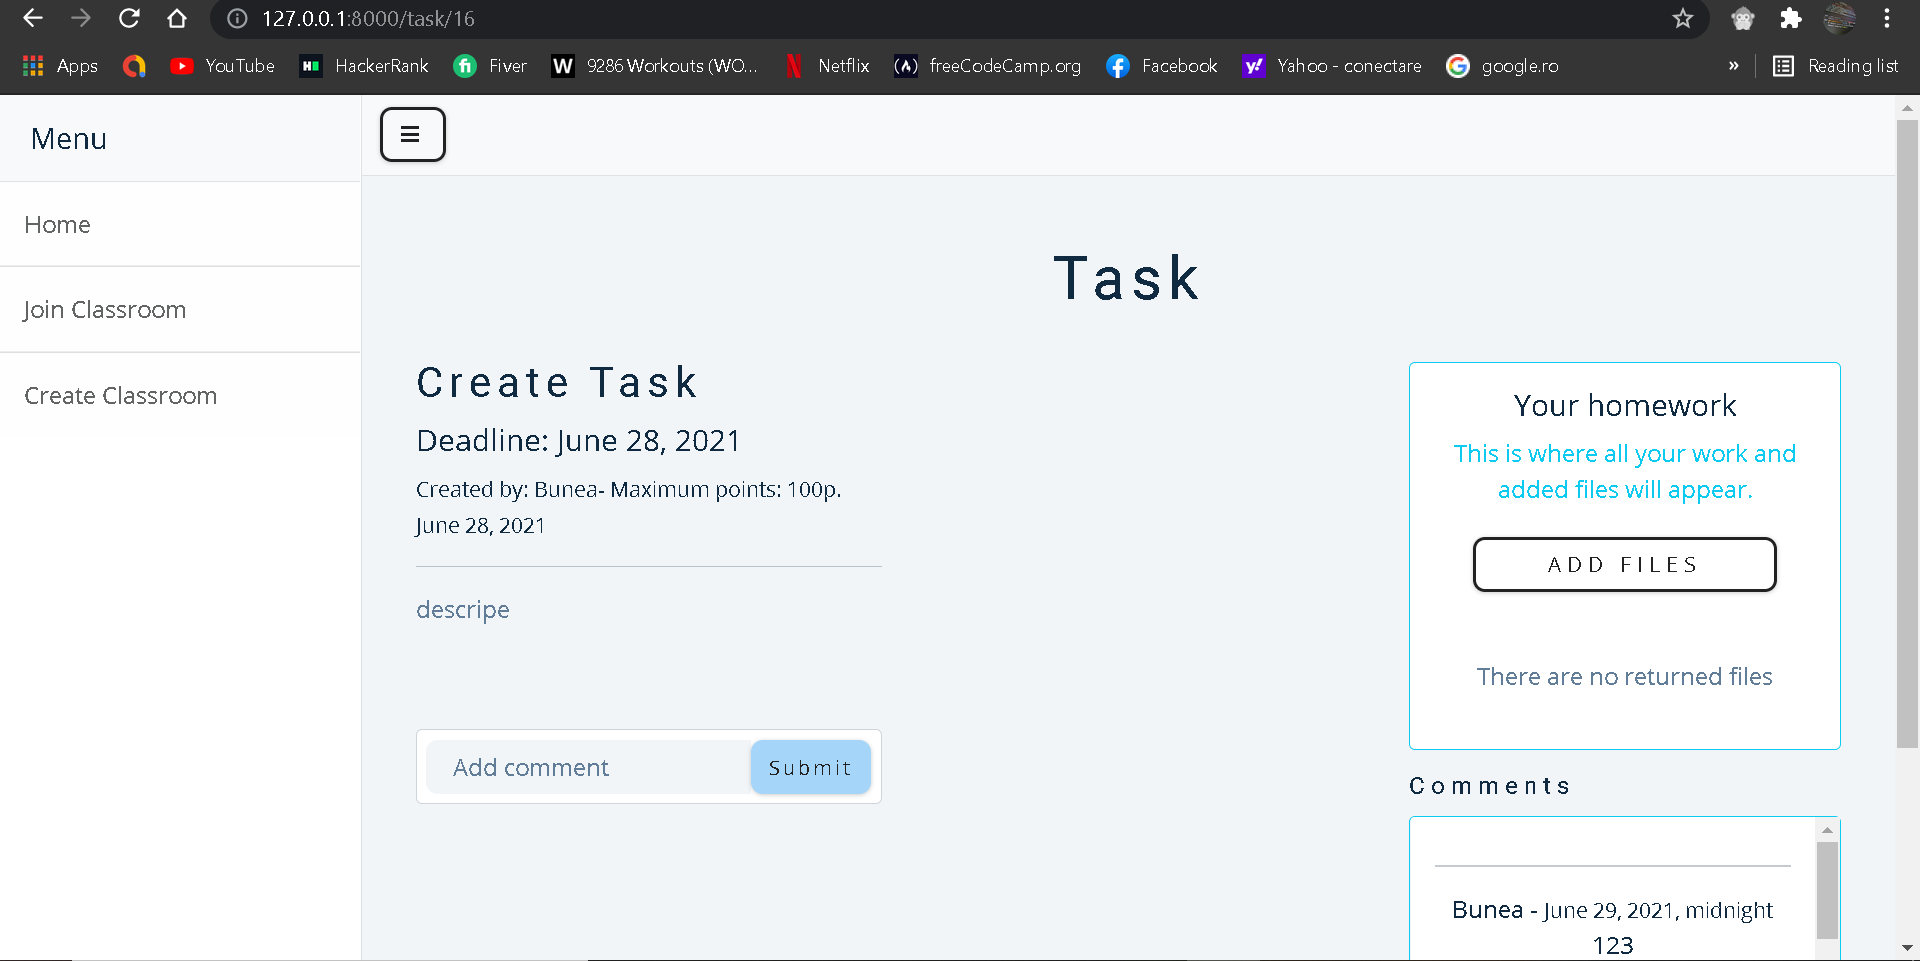 127.0.0.1:8000/task/16
Apps YouTube HackerRank Fiver 9286 Workouts (WO... Netflix freeCodeCamp.org Facebook Yahoo - conectare google.ro » Reading list
Menu
Home
Join Classroom
Create Classroom
Task
Create Task
Deadline: June 28, 2021
Created by: Bunea- Maximum points: 100p.
June 28, 2021
descripe
Add comment
Submit
Your homework
This is where all your work and
added files will appear.
ADD FILES
There are no returned files
Comments
Bunea - June 29, 2021, midnight
123